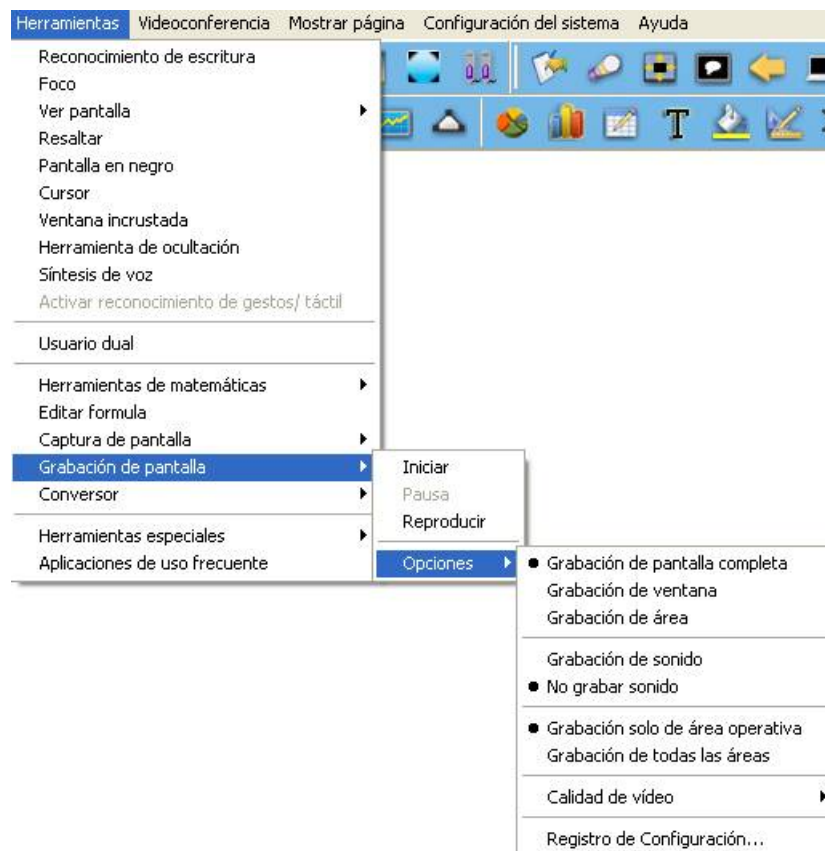 Herramientas Videoconferencia Mostrar página Configuración del sistema Ayuda
Reconocimiento de escritura
Foco
Ver pantalla
Resaltar
Pantalla en negro
Cursor
Ventana incrustada
Herramienta de ocultación
Síntesis de voz
Activar reconocimiento de gestos/ táctil
Usuario dual
Herramientas de matemáticas
Editar formula
Captura de pantalla
Grabación de pantalla
Conversor
Herramientas especiales
Aplicaciones de uso frecuente
Iniciar
Pausa
Reproducir
Opciones
Grabación de pantalla completa
Grabación de ventana
Grabación de área
Grabación de sonido
No grabar sonido
Grabación solo de área operativa
Grabación de todas las áreas
Calidad de vídeo
Registro de Configuración...